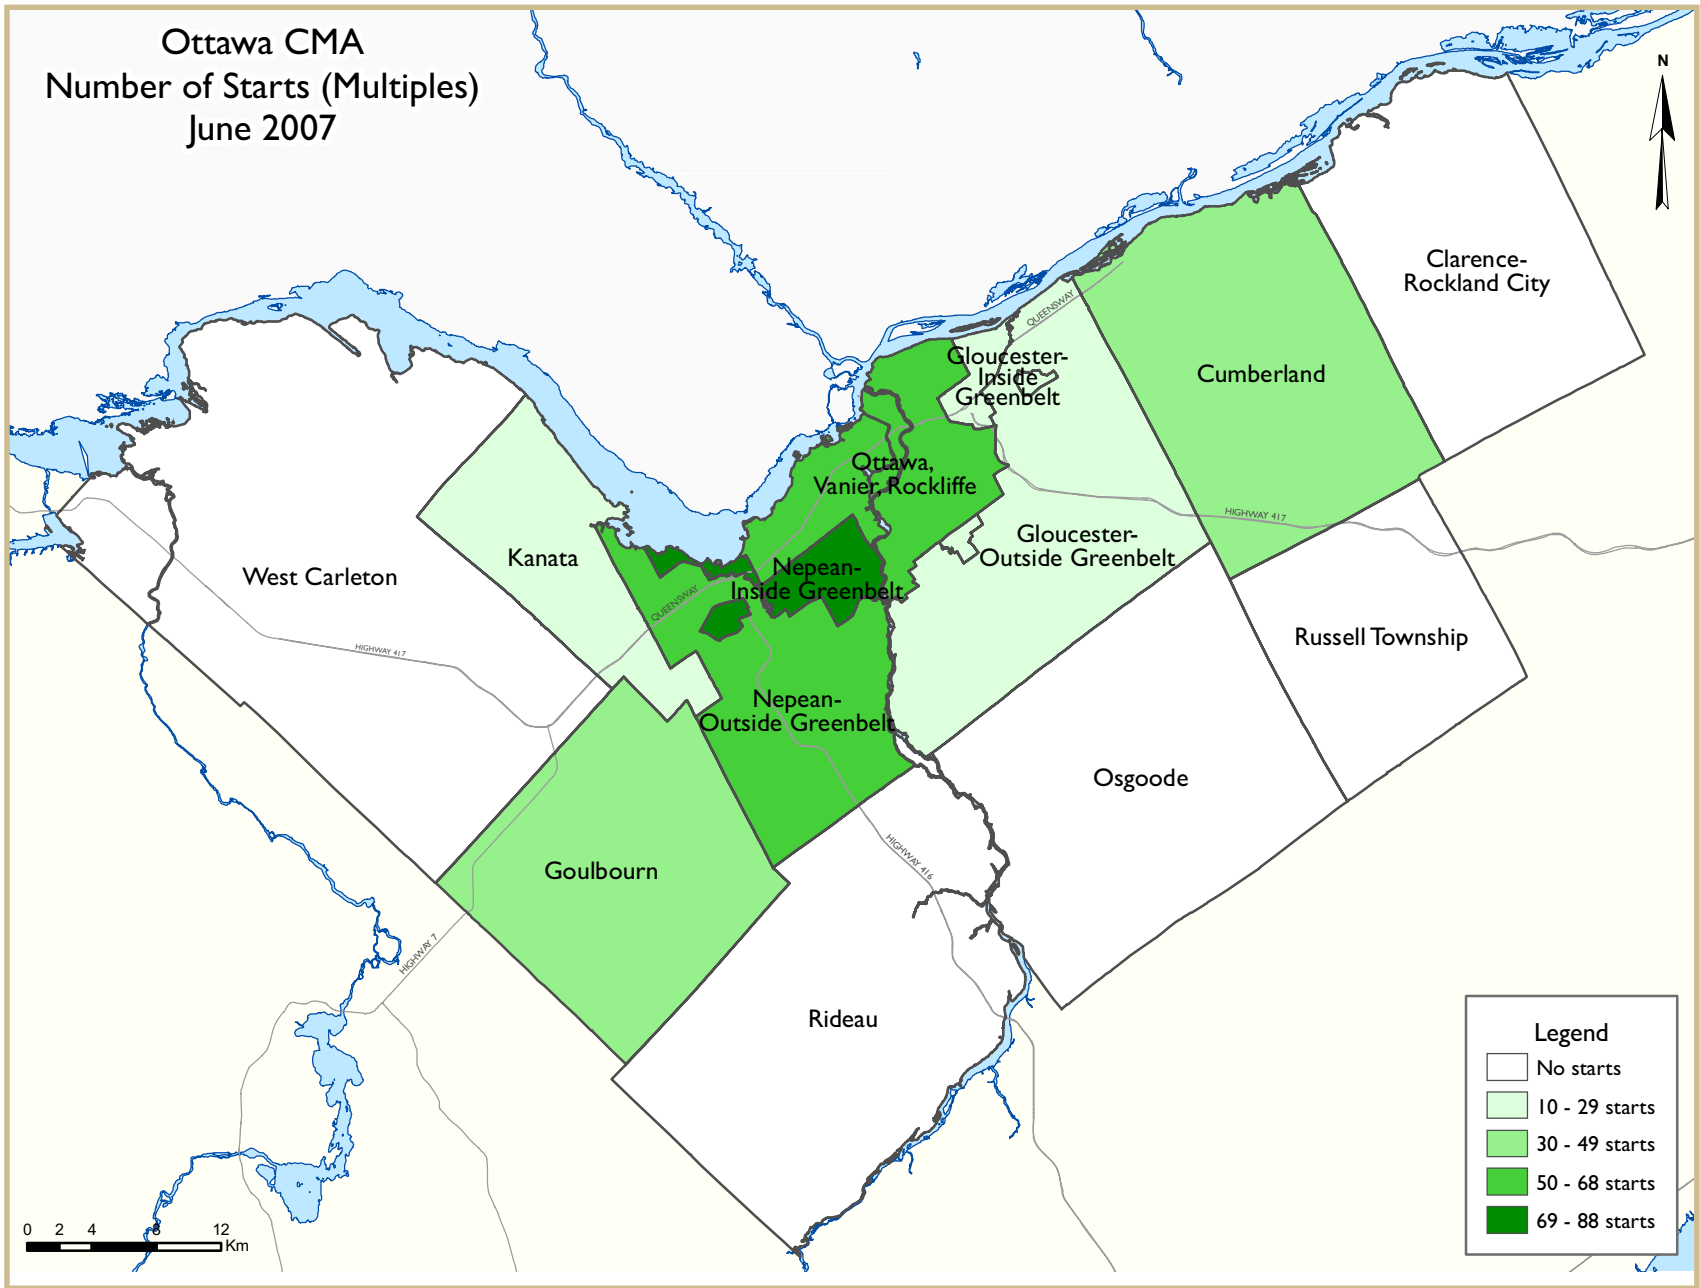 Ottawa CMA
Number of Starts (Multiples)
June 2007
N
Clarence-
Rockland City
QUEENSWAY
Gloucester-
Inside
Greenbelt
Cumberland
Ottawa,
Vanier, Rockliffe
HIGHWAY 417
Gloucester-
Outside Greenbelt
Kanata
West Carleton
Nepean-
Inside Greenbelt
QUEENSWAY
Russell Township
HIGHWAY 417
Nepean-
Outside Greenbelt
Osgoode
Goulbourn
HIGHWAY 416
HIGHWAY 7
Rideau
Legend
No starts
10 - 29 starts
30 - 49 starts
50 - 68 starts
69 - 88 starts
0 2 4 8 12
Km